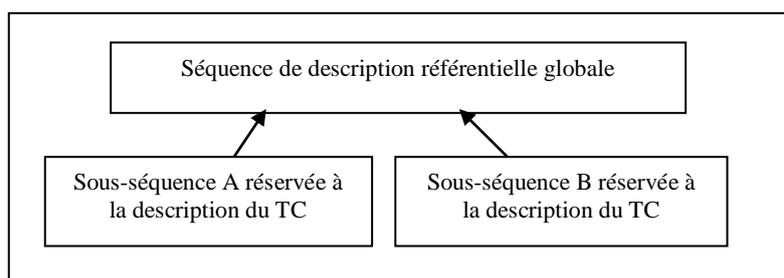 Séquence de description référentielle globale
Sous-séquence A réservée à
la description du TC
Sous-séquence B réservée à
la description du TC